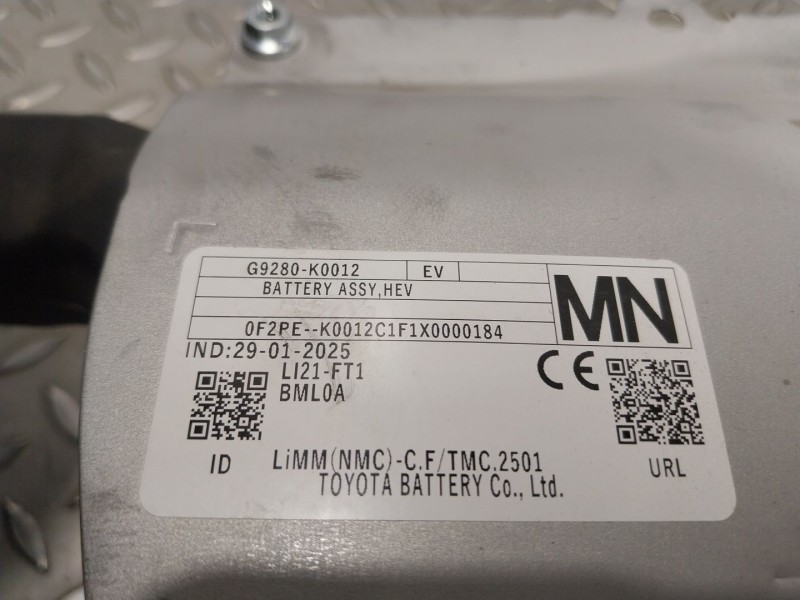 G9280-K0012 EV
BATTERY ASSY,HEV
MN
0F2PE--K0012C1F1X0000184
IND:29-01-2025
LI21-FT1
BML0A
CE
ID
LiMM(NMC)-C.F/TMC.2501
URL
TOYOTA BATTERY Co., Ltd.